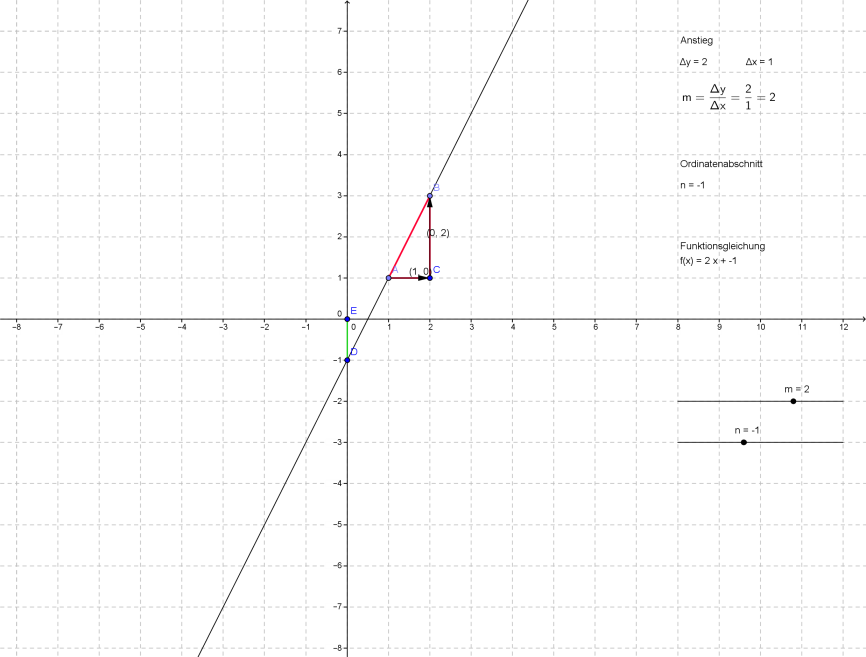 Anstieg
Δy = 2 Δx = 1
m = Δy/Δx = 2/1 = 2
Ordinatenabschnitt
n = -1
Funktionsgleichung
f(x) = 2 x + -1
7
6
5
4
3
B
2
(0, 2)
1
A
(1, 0)
C
0
E
-8 -7 -6 -5 -4 -3 -2 -1 0 1 2 3 4 5 6 7 8 9 10 11 12
-1
D
-2
-3
-4
-5
-6
-7
-8
m = 2
n = -1